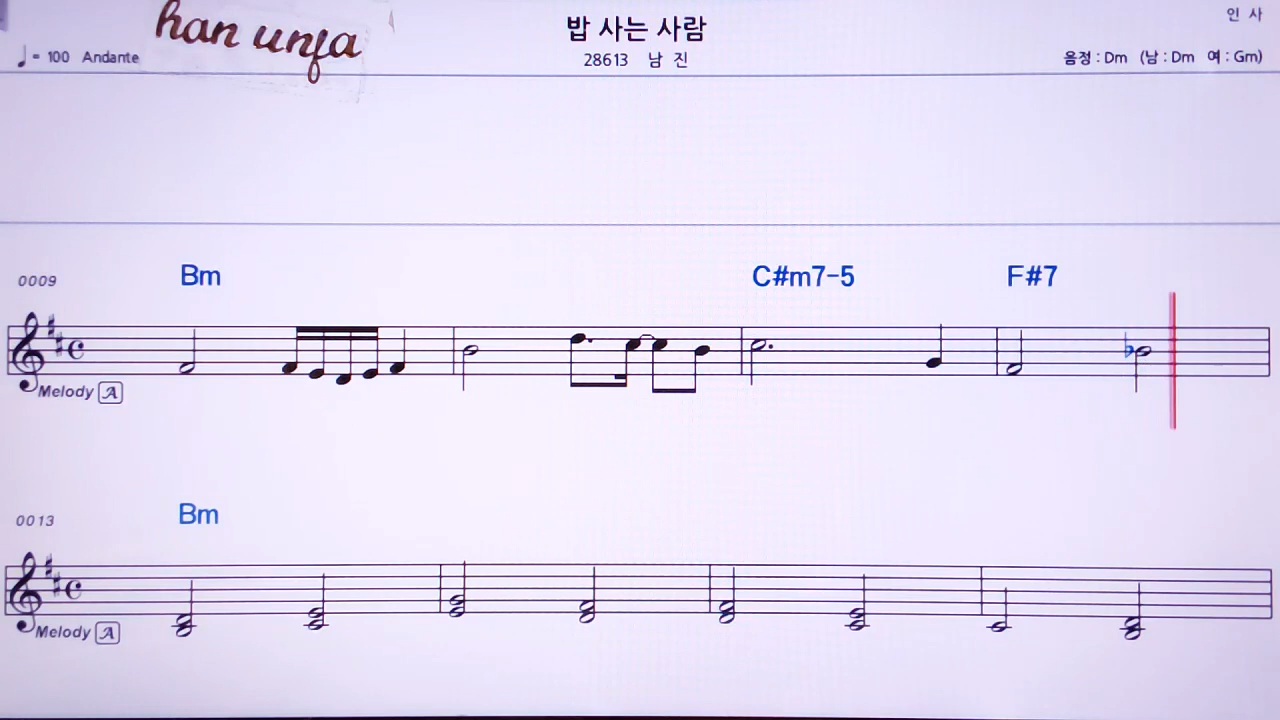 han unja
밥 사는 사람
인 사
♩= 100 Andante
28613 남 진
음정 : Dm (남 : Dm 여 : Gm)
0009
Bm
C#m7-5
F#7
Melody A
0013
Bm
Melody A